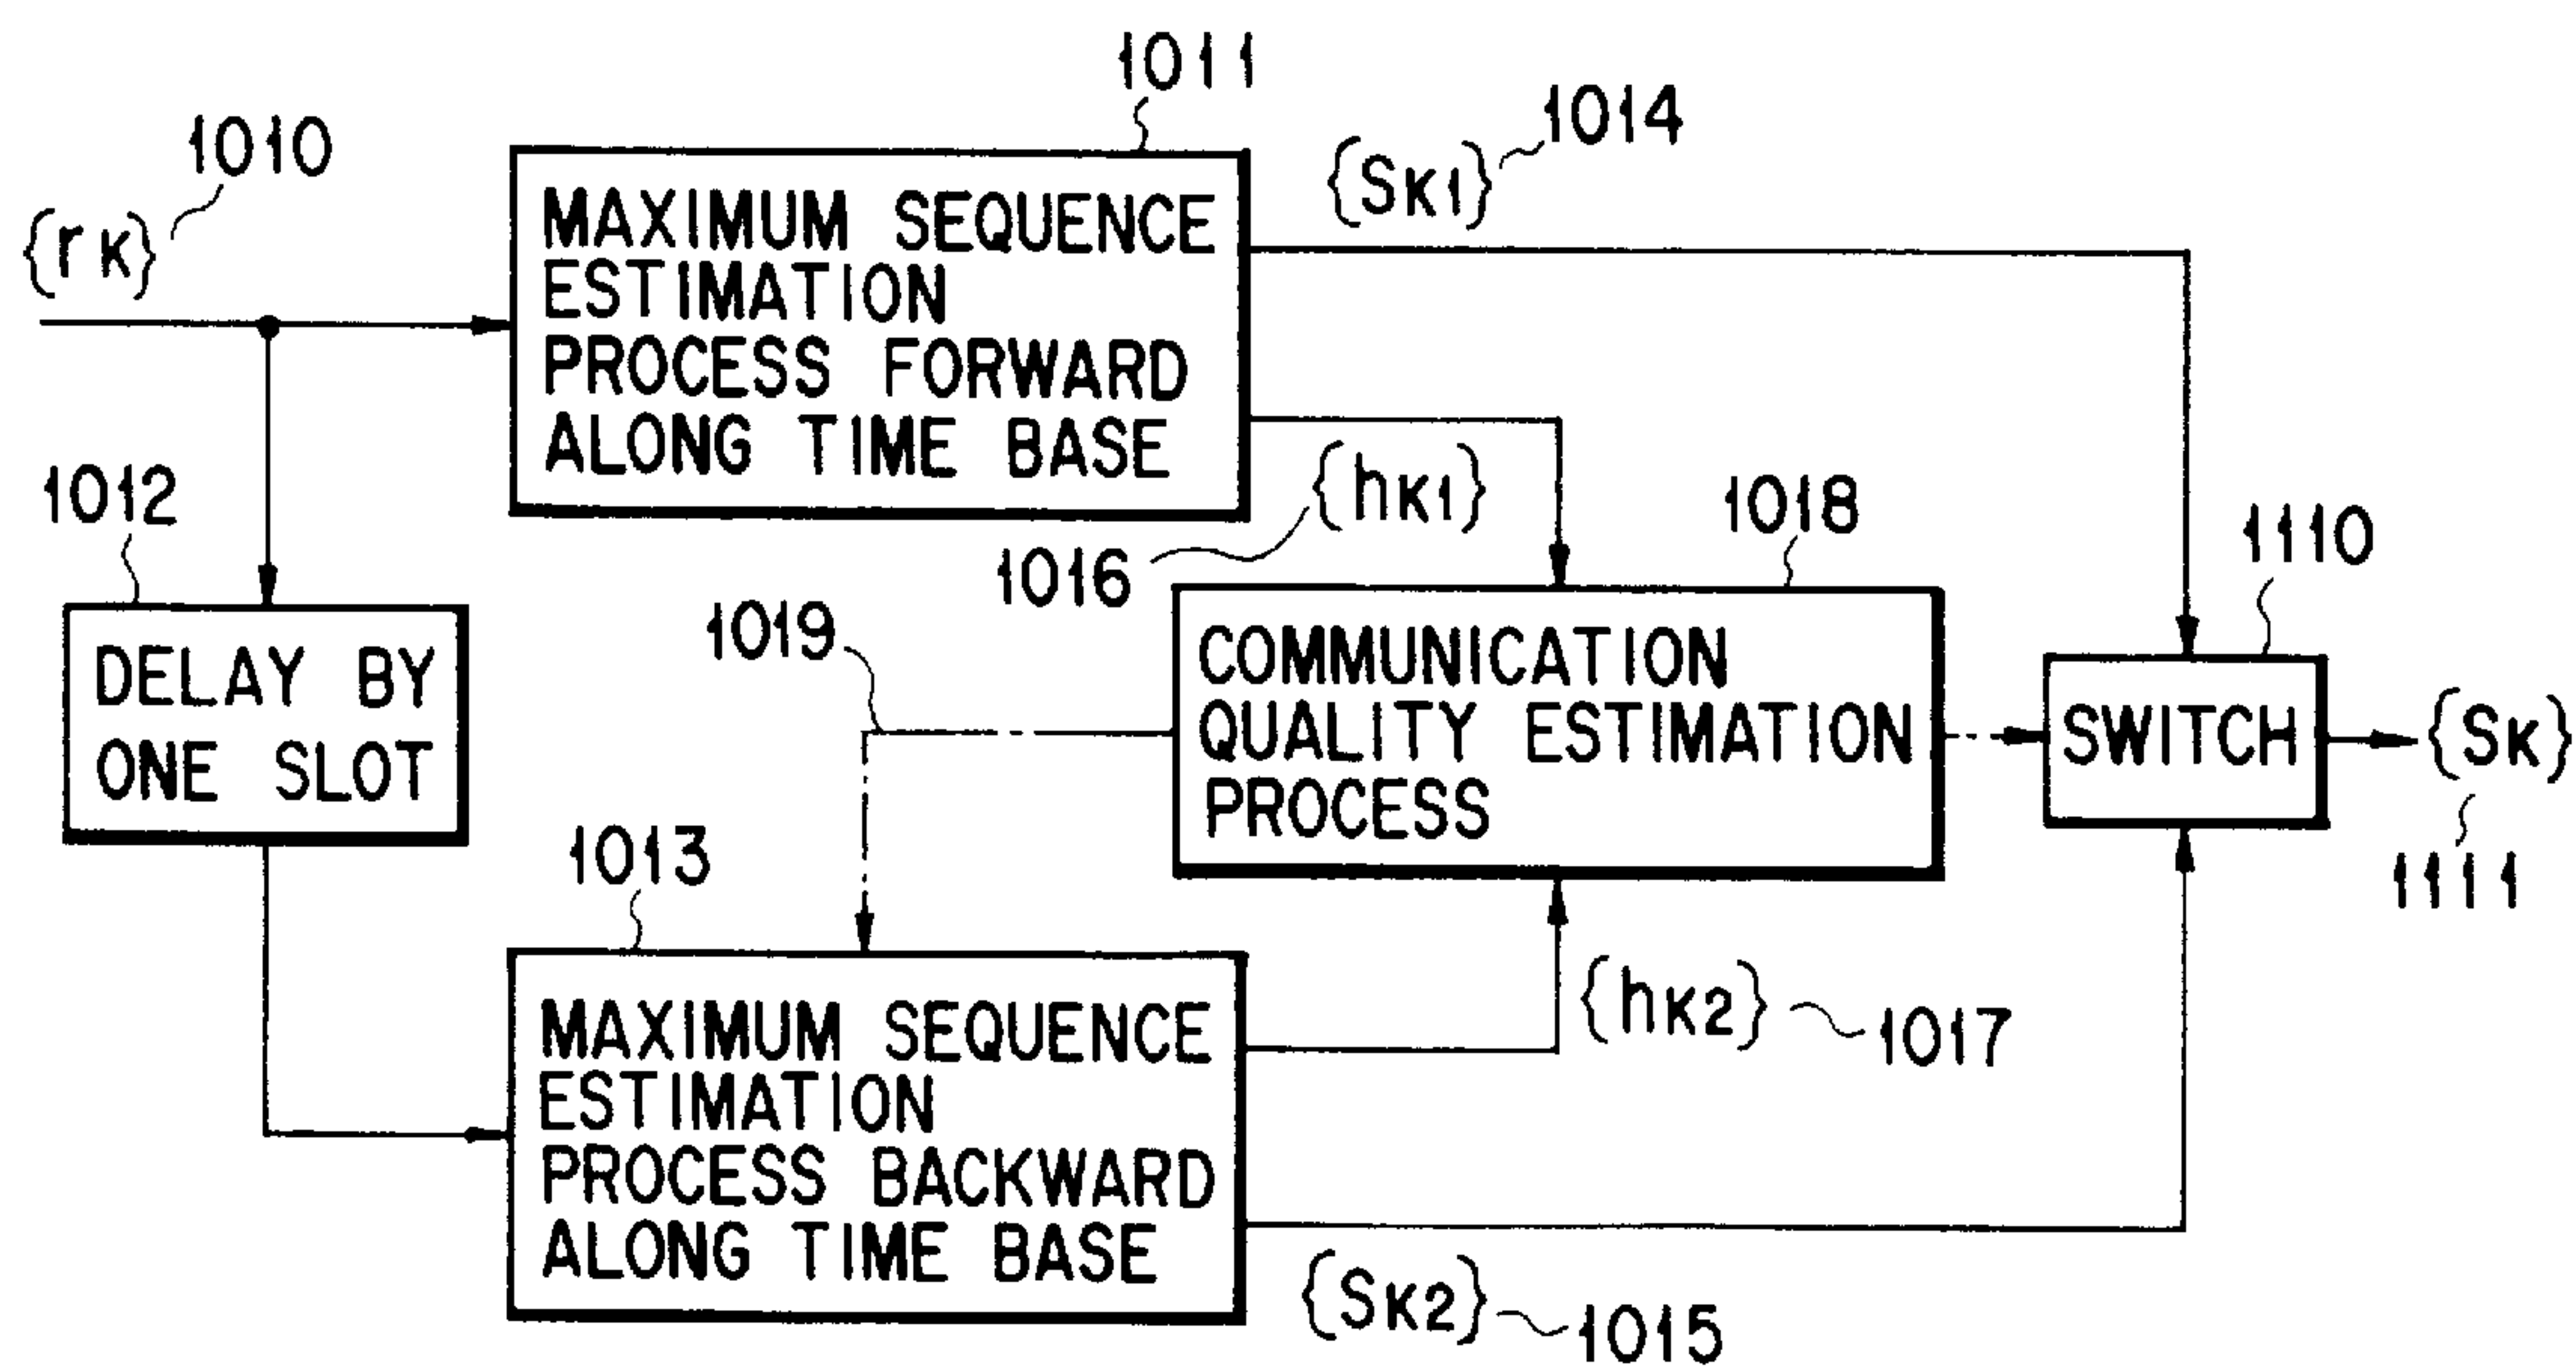 1011
1014
1010
{SK1}
{rK}
MAXIMUM SEQUENCE
ESTIMATION
PROCESS FORWARD
ALONG TIME BASE
1012
{hK1}
1018
1110
1016
1019
DELAY BY
ONE SLOT
COMMUNICATION
QUALITY ESTIMATION
PROCESS
SWITCH
{SK}
1111
1013
MAXIMUM SEQUENCE
ESTIMATION
PROCESS BACKWARD
ALONG TIME BASE
{hK2}
1017
{SK2}
1015